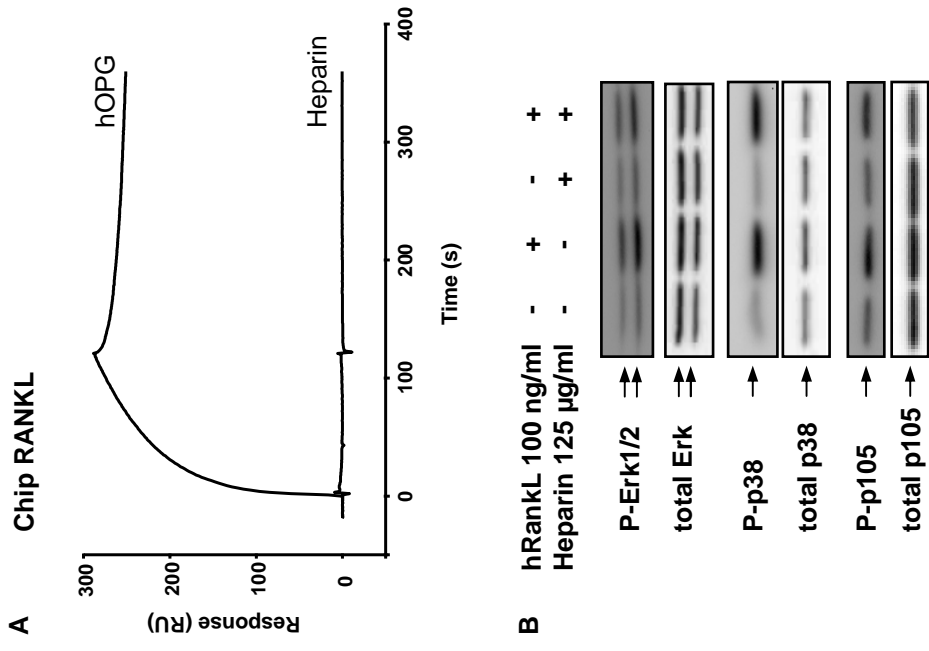 A
Chip RANKL
Response (RU)
300
200
100
0
hOPG
Heparin
0
100
200
300
400
Time (s)
B
hRankL 100 ng/ml - + - +
Heparin 125 µg/ml - - + +
P-Erk1/2
total Erk
P-p38
total p38
P-p105
total p105